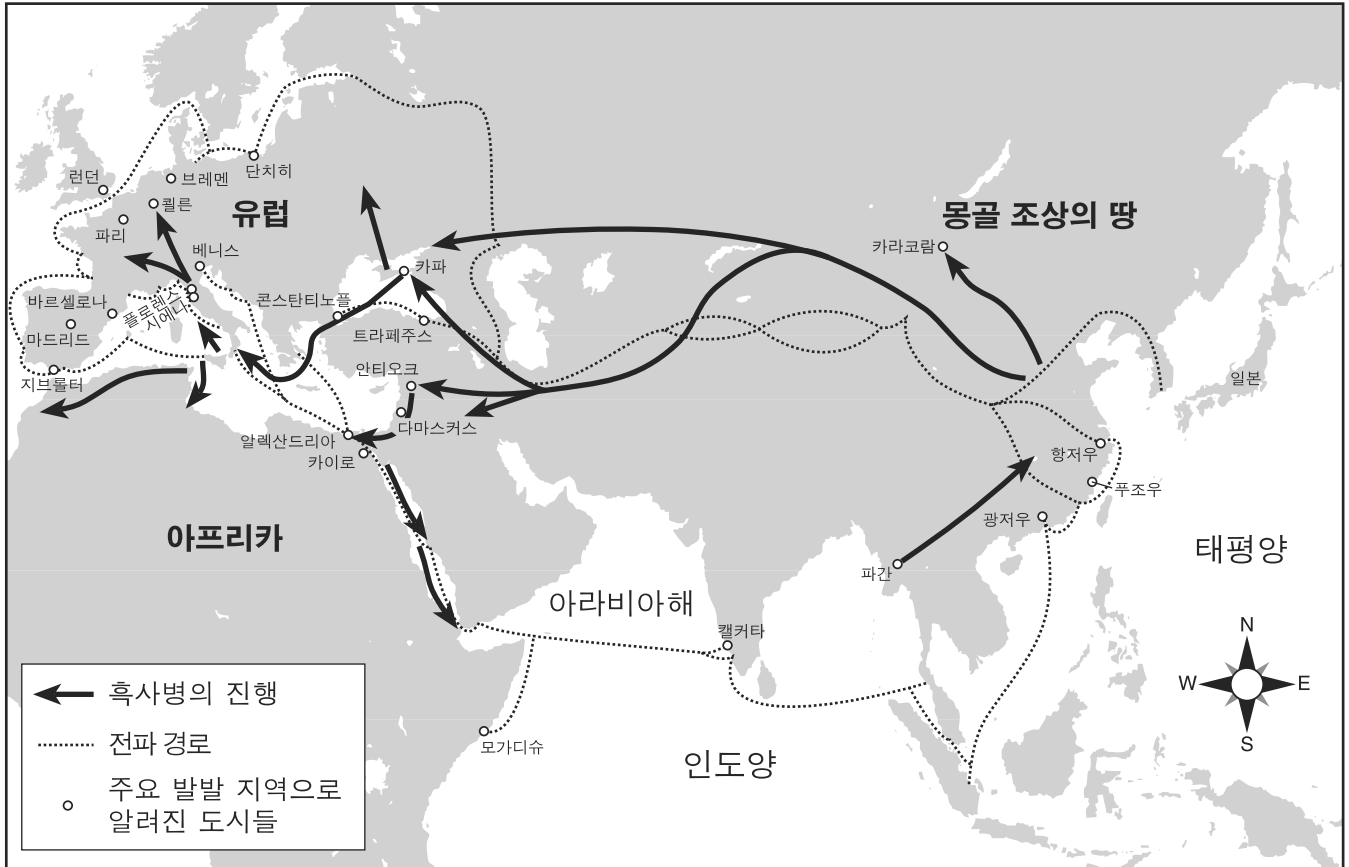 런던
브레멘
단치히
쾰른
유럽
파리
베니스
몽골 조상의 땅
카라코람
카파
바르셀로나
플로렌스
시에나
콘스탄티노플
마드리드
트라페주스
지브롤터
안티오크
일본
다마스커스
알렉산드리아
카이로
항저우
푸조우
광저우
아프리카
태평양
파간
아라비아해
캘커타
N
W
E
S
모가디슈
인도양
흑사병의 진행
전파 경로
주요 발발 지역으로
알려진 도시들